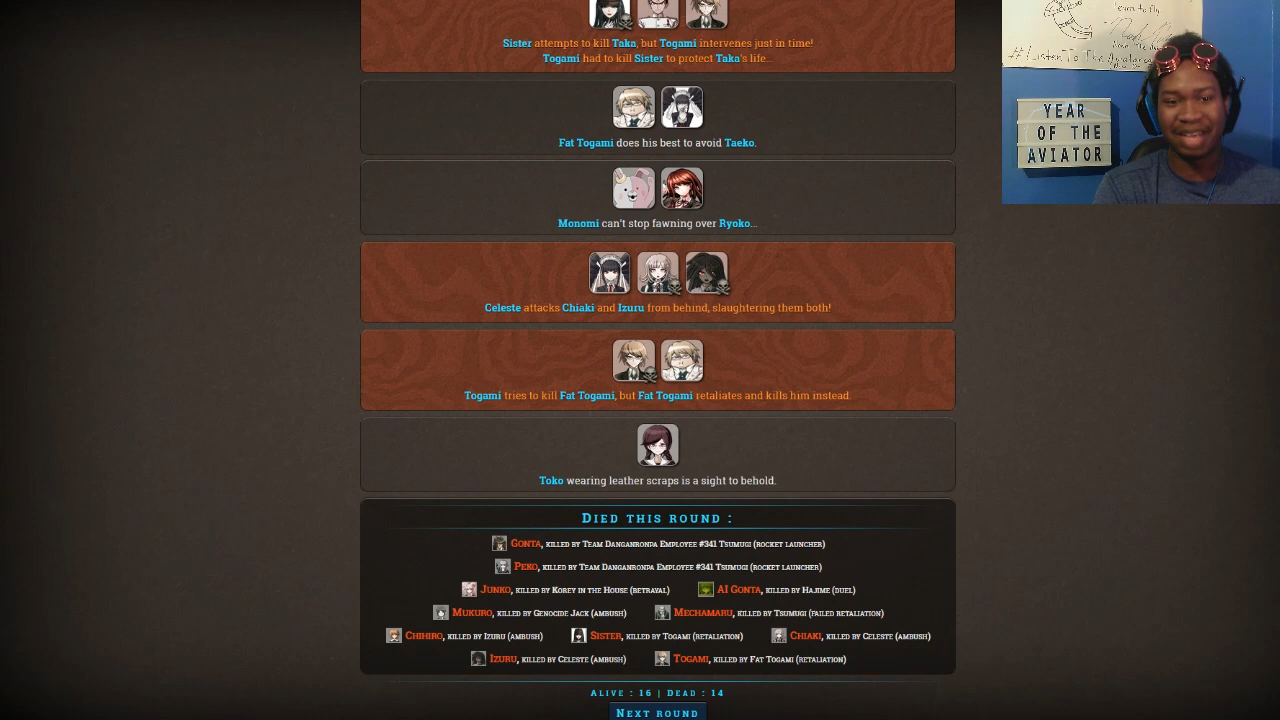 Sister attempts to kill Taka, but Togami intervenes just in time!
Togami had to kill Sister to protect Taka's life...
Fat Togami does his best to avoid Taeko.
Monomi can't stop fawning over Ryoko...
Celeste attacks Chiaki and Izuru from behind, slaughtering them both!
Togami tries to kill Fat Togami, but Fat Togami retaliates and kills him instead.
Toko wearing leather scraps is a sight to behold.
Died this round :
Gonta, killed by Team Danganronpa Employee #341 Tsumugi (rocket launcher)
Peko, killed by Team Danganronpa Employee #341 Tsumugi (rocket launcher)
Junko, killed by Korey in the House (betrayal) AI Gonta, killed by Hajime (duel)
Mukuro, killed by Genocide Jack (ambush) Mechamaru, killed by Tsumugi (failed retaliation)
Chihiro, killed by Izuru (ambush) Sister, killed by Togami (retaliation) Chiaki, killed by Celeste (ambush)
Izuru, killed by Celeste (ambush) Togami, killed by Fat Togami (retaliation)
Alive : 16 | Dead : 14
Next round
to fly
#ListenTo The
YEAR
OF THE
AVIATOR